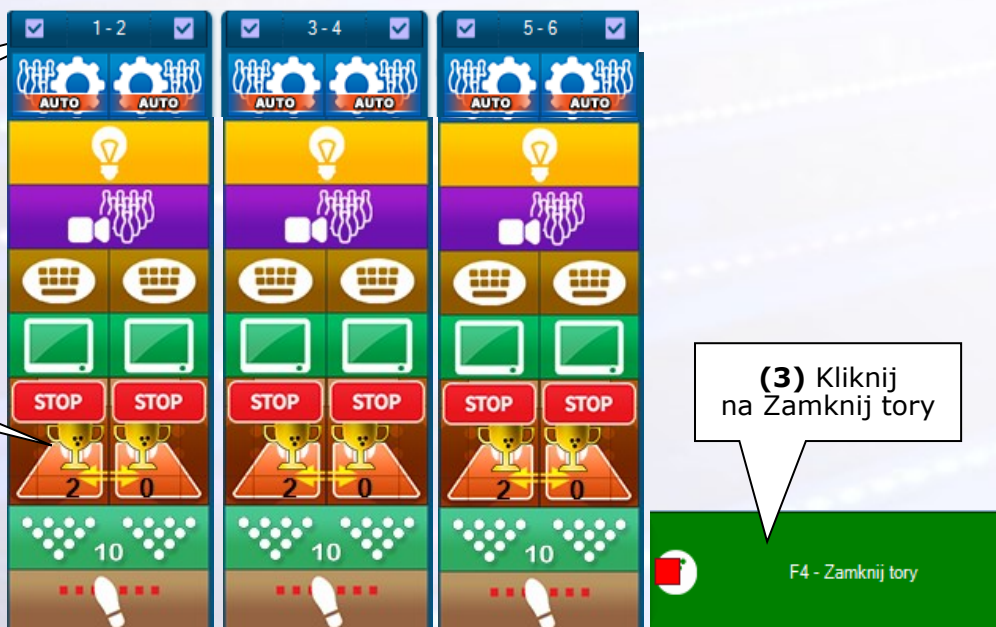 1 - 2
3 - 4
5 - 6
AUTO AUTO
AUTO AUTO
AUTO AUTO
STOP STOP
STOP STOP
STOP STOP
2 0
2 0
2 0
10
10
10
(3) Kliknij
na Zamknij tory
F4 - Zamknij tory